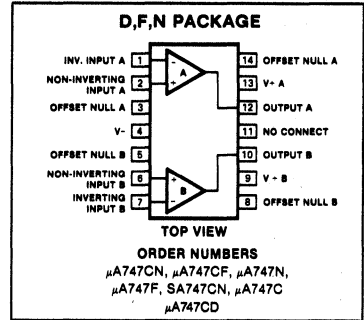 D,F,N PACKAGE
INV. INPUT A 1 14 OFFSET NULL A
NON-INVERTING INPUT A 2 13 V+ A
OFFSET NULL A 3 12 OUTPUT A
V- 4 11 NO CONNECT
OFFSET NULL B 5 10 OUTPUT B
NON-INVERTING INPUT B 6 9 V + B
INVERTING INPUT B 7 8 OFFSET NULL B
- A +
+ B -
TOP VIEW
ORDER NUMBERS
µA747CN, µA747CF, µA747N,
µA747F, SA747CN, µA747C
µA747CD